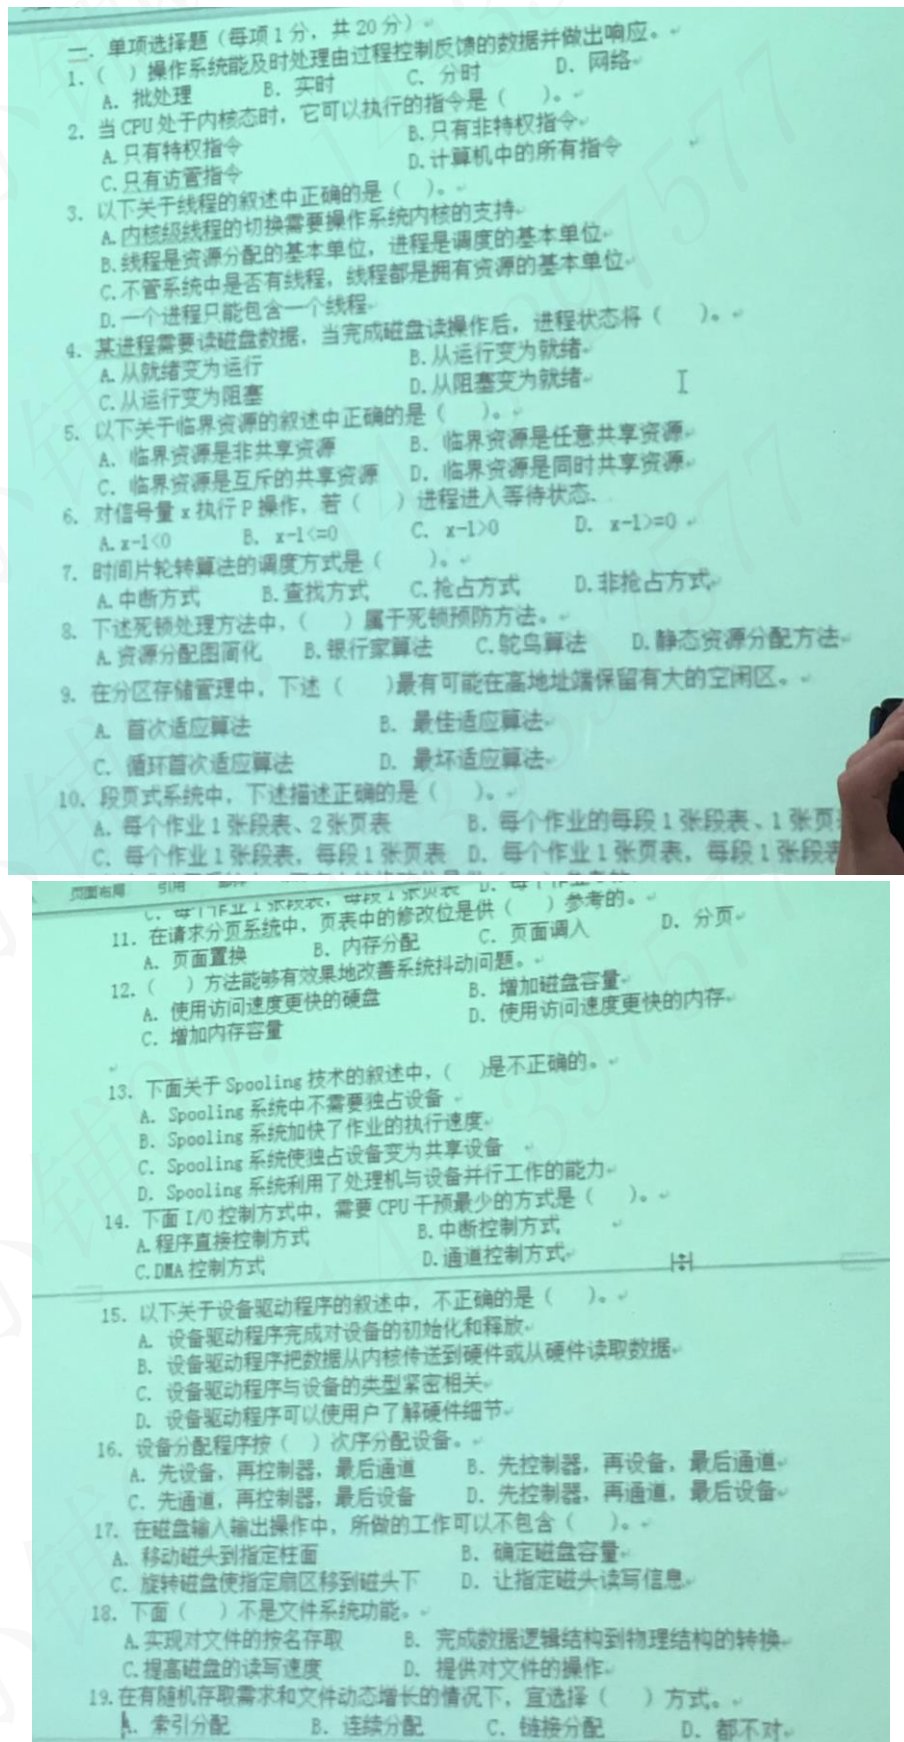 二. 单项选择题（每项1分，共20分）
1.（ ）操作系统能及时处理由过程控制反馈的数据并做出响应。
A. 批处理 B. 实时 C. 分时 D. 网络
2. 当CPU处于内核态时，它可以执行的指令是（ ）。
A.只有特权指令 B.只有非特权指令
C.只有访管指令 D.计算机中的所有指令
3. 以下关于线程的叙述中正确的是（ ）。
A.内核级线程的切换需要操作系统内核的支持
B.线程是资源分配的基本单位，进程是调度的基本单位
C.不管系统中是否有线程，线程都是拥有资源的基本单位
D.一个进程只能包含一个线程
4. 某进程需要读磁盘数据，当完成磁盘读操作后，进程状态将（ ）。
A.从就绪变为运行 B.从运行变为就绪
C.从运行变为阻塞 D.从阻塞变为就绪
5. 以下关于临界资源的叙述中正确的是（ ）。
A. 临界资源是非共享资源 B. 临界资源是任意共享资源
C. 临界资源是互斥的共享资源 D. 临界资源是同时共享资源
6. 对信号量x执行P操作，若（ ）进程进入等待状态.
A.x-1<0 B. x-1<=0 C. x-1>0 D. x-1>=0
7. 时间片轮转算法的调度方式是（ ）。
A.中断方式 B.查找方式 C.抢占方式 D.非抢占方式
8. 下述死锁处理方法中，（ ）属于死锁预防方法。
A.资源分配图简化 B.银行家算法 C.鸵鸟算法 D.静态资源分配方法
9. 在分区存储管理中，下述（ ）最有可能在高地址端保留有大的空闲区。
A. 首次适应算法 B. 最佳适应算法
C. 循环首次适应算法 D. 最坏适应算法
10. 段页式系统中，下述描述正确的是（ ）。
A. 每个作业1张段表、2张页表 B. 每个作业的每段1张段表、1张页
C. 每个作业1张段表，每段1张页表 D. 每个作业1张页表，每段1张段表
页面布局 引用
C. 每个作业1张段表，每段1张页表 D. 每个作业
11. 在请求分页系统中，页表中的修改位是供（ ）参考的。
A. 页面置换 B. 内存分配 C. 页面调入 D. 分页
12.（ ）方法能够有效果地改善系统抖动问题。
A. 使用访问速度更快的硬盘 B. 增加磁盘容量
C. 增加内存容量 D. 使用访问速度更快的内存
13. 下面关于Spooling技术的叙述中，（ ）是不正确的。
A. Spooling系统中不需要独占设备
B. Spooling系统加快了作业的执行速度
C. Spooling系统使独占设备变为共享设备
D. Spooling系统利用了处理机与设备并行工作的能力
14. 下面I/O控制方式中，需要CPU干预最少的方式是（ ）。
A.程序直接控制方式 B.中断控制方式
C.DMA控制方式 D.通道控制方式
15. 以下关于设备驱动程序的叙述中，不正确的是（ ）。
A. 设备驱动程序完成对设备的初始化和释放
B. 设备驱动程序把数据从内核传送到硬件或从硬件读取数据
C. 设备驱动程序与设备的类型紧密相关
D. 设备驱动程序可以使用户了解硬件细节
16. 设备分配程序按（ ）次序分配设备。
A. 先设备，再控制器，最后通道 B. 先控制器，再设备，最后通道
C. 先通道，再控制器，最后设备 D. 先控制器，再通道，最后设备
17. 在磁盘输入输出操作中，所做的工作可以不包含（ ）。
A. 移动磁头到指定柱面 B. 确定磁盘容量
C. 旋转磁盘使指定扇区移到磁头下 D. 让指定磁头读写信息
18. 下面（ ）不是文件系统功能。
A.实现对文件的按名存取 B. 完成数据逻辑结构到物理结构的转换
C.提高磁盘的读写速度 D. 提供对文件的操作
19.在有随机存取需求和文件动态增长的情况下，宜选择（ ）方式。
A. 索引分配 B. 连续分配 C. 链接分配 D. 都不对